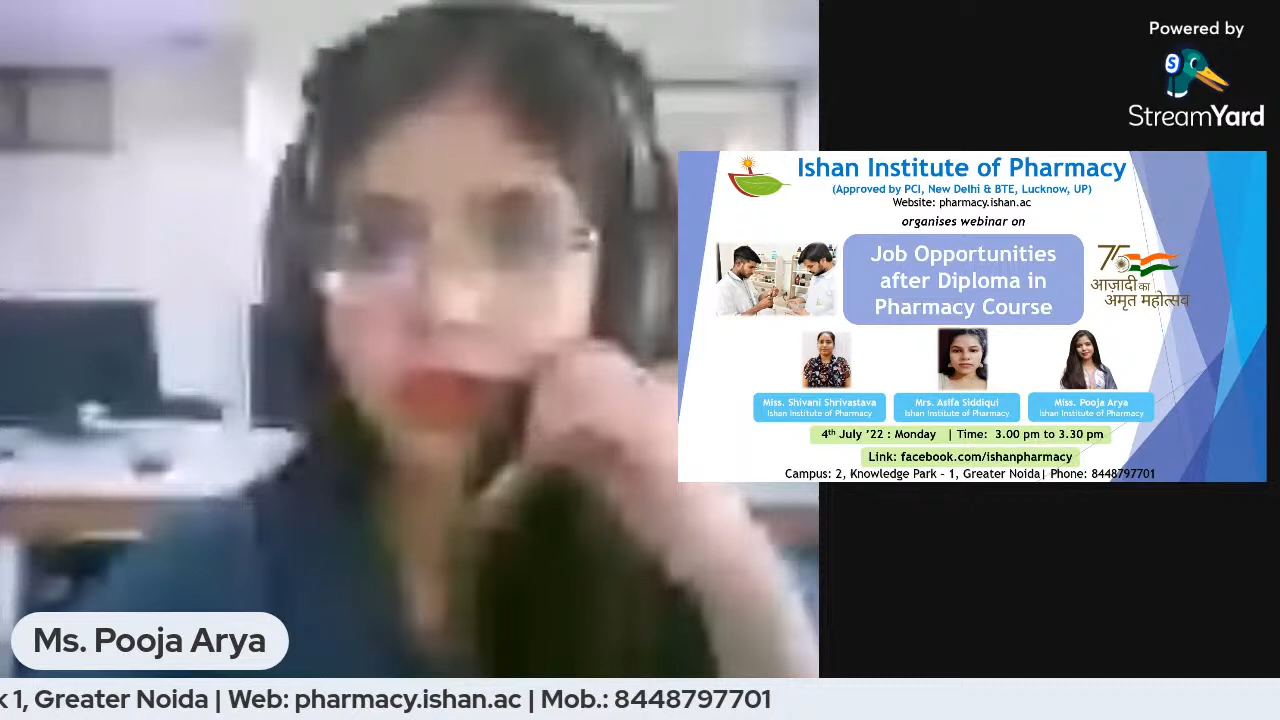 Powered by
S
StreamYard
Ishan Institute of Pharmacy
(Approved by PCI, New Delhi & BTE, Lucknow, UP)
Website: pharmacy.ishan.ac
organises webinar on
Job Opportunities
after Diploma in
Pharmacy Course
75
आज़ादी का
अमृत महोत्सव
Miss. Shivani Shrivastava
Ishan Institute of Pharmacy
Mrs. Asifa Siddiqui
Ishan Institute of Pharmacy
Miss. Pooja Arya
Ishan Institute of Pharmacy
4th July '22 : Monday | Time: 3.00 pm to 3.30 pm
Link: facebook.com/ishanpharmacy
Campus: 2, Knowledge Park - 1, Greater Noida| Phone: 8448797701
Ms. Pooja Arya
k 1, Greater Noida | Web: pharmacy.ishan.ac | Mob.: 8448797701